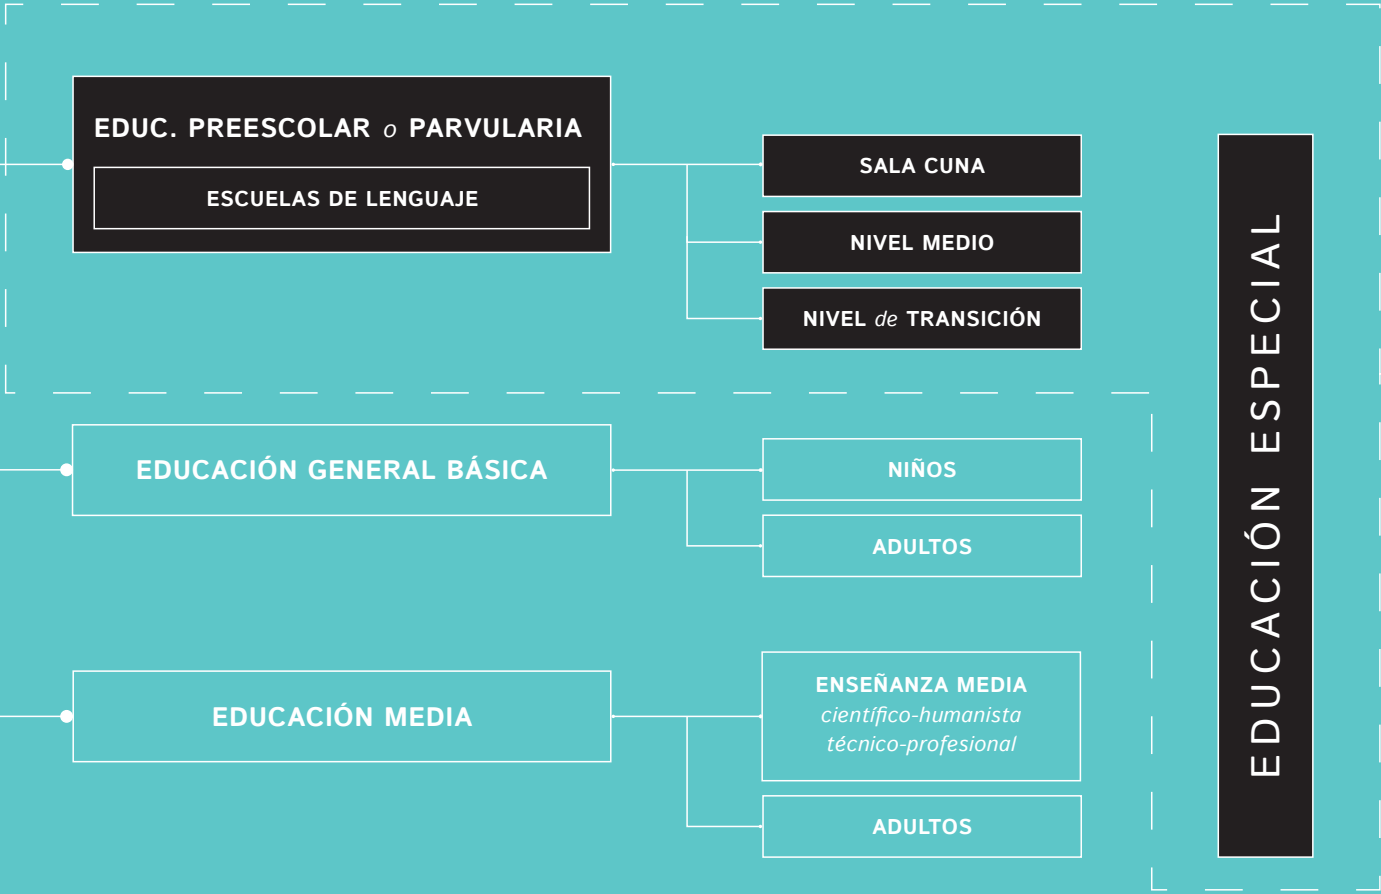 EDUC. PREESCOLAR o PARVULARIA
ESCUELAS DE LENGUAJE
SALA CUNA
NIVEL MEDIO
NIVEL de TRANSICIÓN
EDUCACIÓN GENERAL BÁSICA
NIÑOS
ADULTOS
EDUCACIÓN MEDIA
ENSEÑANZA MEDIA
científico-humanista
técnico-profesional
ADULTOS
EDUCACIÓN ESPECIAL